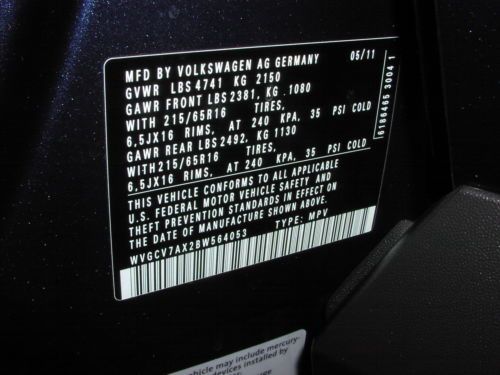 MFD BY VOLKSWAGEN AG GERMANY 05/11
GVWR LBS 4741 KG 2150
GAWR FRONT LBS 2381, KG 1080
WITH 215/65R16 TIRES,
6,5JX16 RIMS, AT 240 KPA, 35 PSI COLD
GAWR REAR LBS 2492, KG 1130
WITH 215/65R16 TIRES,
6,5JX16 RIMS, AT 240 KPA, 35 PSI COLD
THIS VEHICLE CONFORMS TO ALL APPLICABLE
U.S. FEDERAL MOTOR VEHICLE SAFETY AND
THEFT PREVENTION STANDARDS IN EFFECT ON
THE DATE OF MANUFACTURE SHOWN ABOVE.
WVGCV7AX2BW564053 TYPE: MPV
6186465 3004 1
may include mercury-
devices installed by